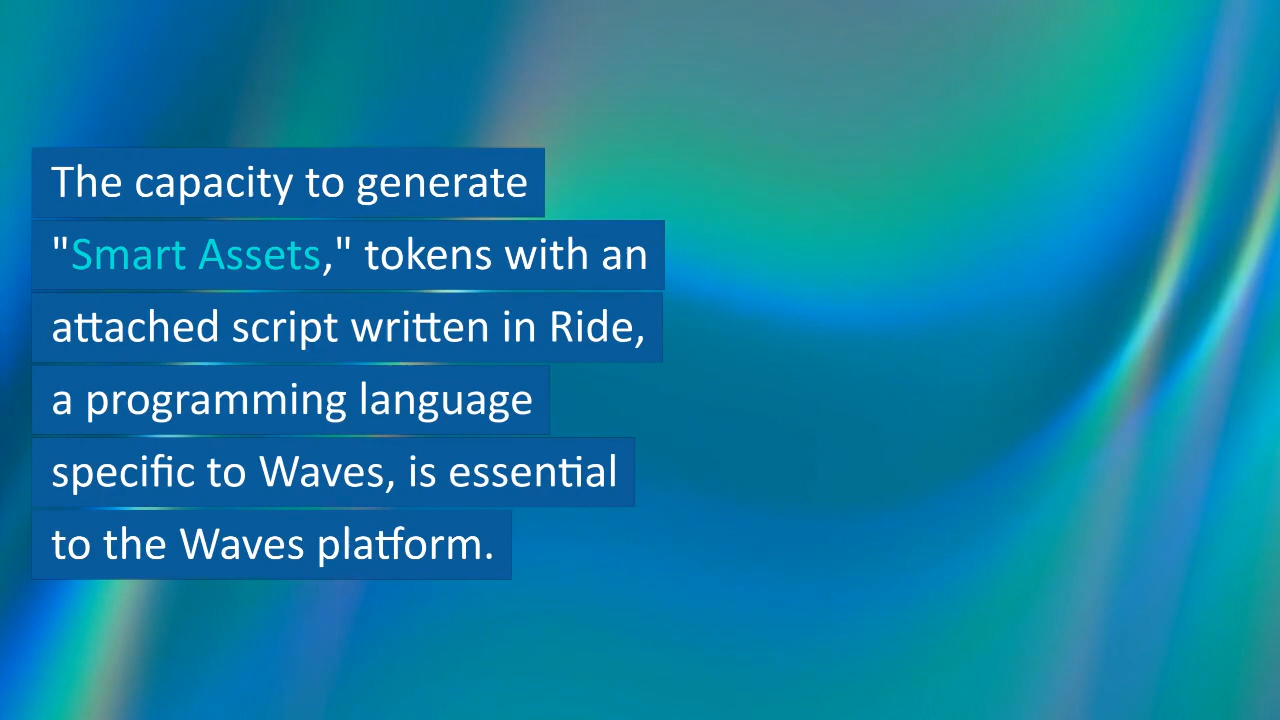 The capacity to generate
"Smart Assets," tokens with an
attached script written in Ride,
a programming language
specific to Waves, is essential
to the Waves platform.